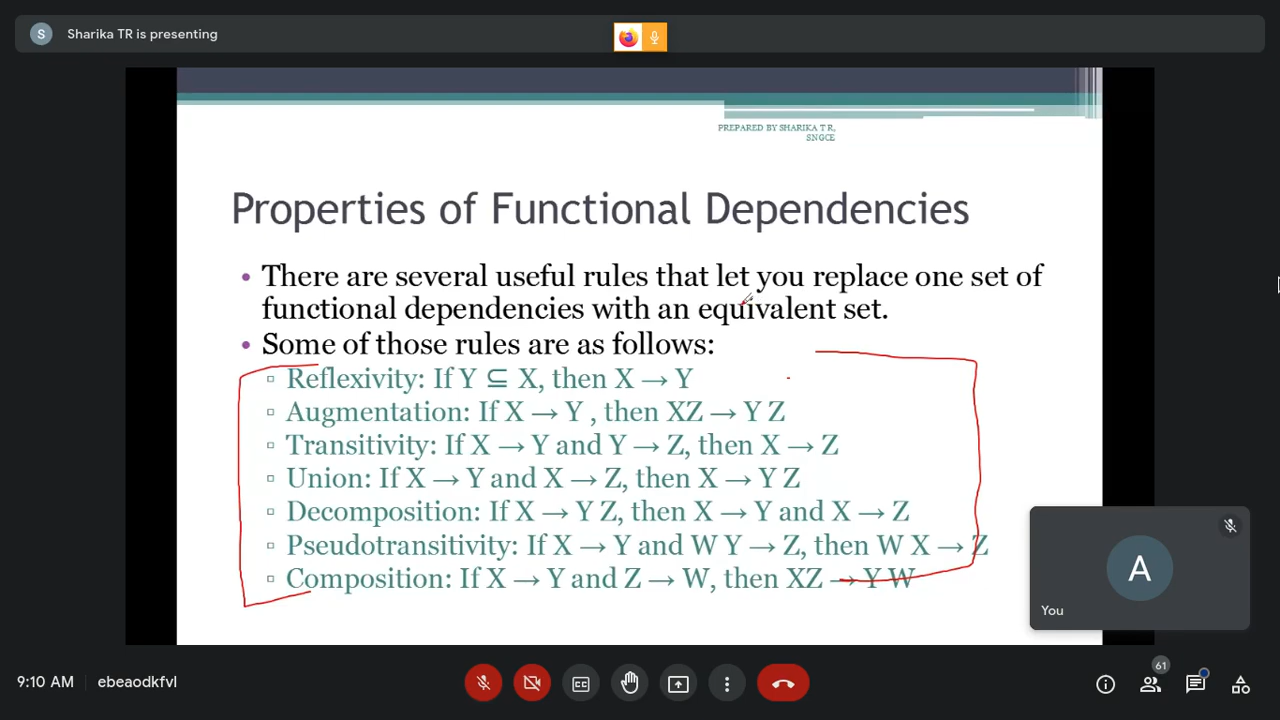 S Sharika TR is presenting
PREPARED BY SHARIKA T R,
SNGCE
Properties of Functional Dependencies
• There are several useful rules that let you replace one set of
functional dependencies with an equivalent set.
• Some of those rules are as follows:
▫ Reflexivity: If Y ⊆ X, then X → Y
▫ Augmentation: If X → Y , then XZ → Y Z
▫ Transitivity: If X → Y and Y → Z, then X → Z
▫ Union: If X → Y and X → Z, then X → Y Z
▫ Decomposition: If X → Y Z, then X → Y and X → Z
▫ Pseudotransitivity: If X → Y and W Y → Z, then W X → Z
▫ Composition: If X → Y and Z → W, then XZ → Y W
A
You
9:10 AM ebeaodkfvl
CC
61